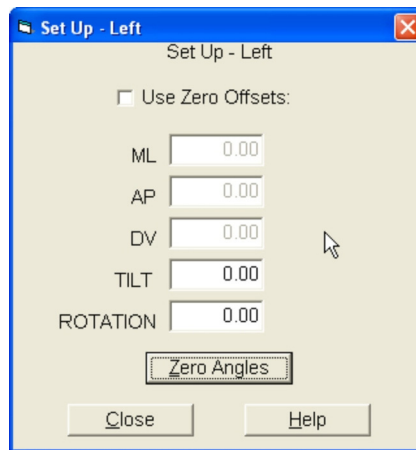 Set Up - Left
Set Up - Left
Use Zero Offsets:
ML 0.00
AP 0.00
DV 0.00
TILT 0.00
ROTATION 0.00
Zero Angles
Close Help